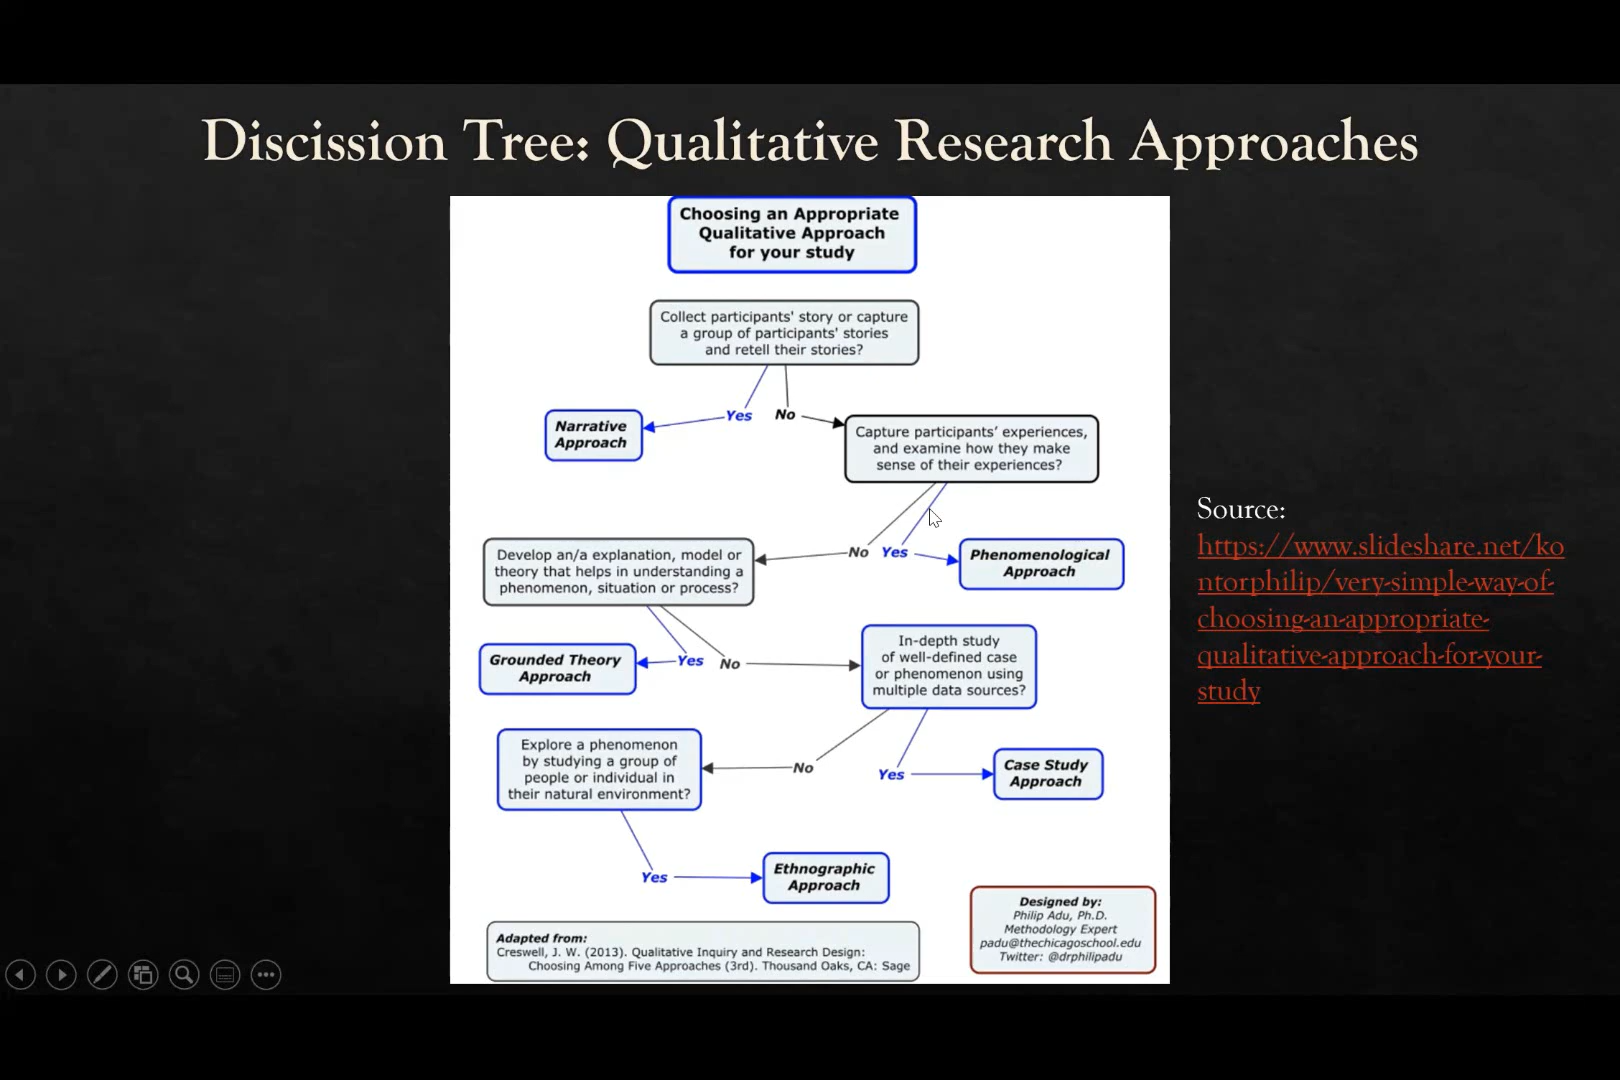 Discission Tree: Qualitative Research Approaches
Choosing an Appropriate
Qualitative Approach
for your study
Collect participants' story or capture
a group of participants' stories
and retell their stories?
Yes
No
Narrative
Approach
Capture participants’ experiences,
and examine how they make
sense of their experiences?
No
Yes
Phenomenological
Approach
Develop an/a explanation, model or
theory that helps in understanding a
phenomenon, situation or process?
Yes
No
Grounded Theory
Approach
In-depth study
of well-defined case
or phenomenon using
multiple data sources?
No
Yes
Case Study
Approach
Explore a phenomenon
by studying a group of
people or individual in
their natural environment?
Yes
Ethnographic
Approach
Adapted from:
Creswell, J. W. (2013). Qualitative Inquiry and Research Design:
Choosing Among Five Approaches (3rd). Thousand Oaks, CA: Sage
Designed by:
Philip Adu, Ph.D.
Methodology Expert
padu@thechicagoschool.edu
Twitter: @drphilipadu
Source:
https://www.slideshare.net/ko
ntorphilip/very-simple-way-of-
choosing-an-appropriate-
qualitative-approach-for-your-
study